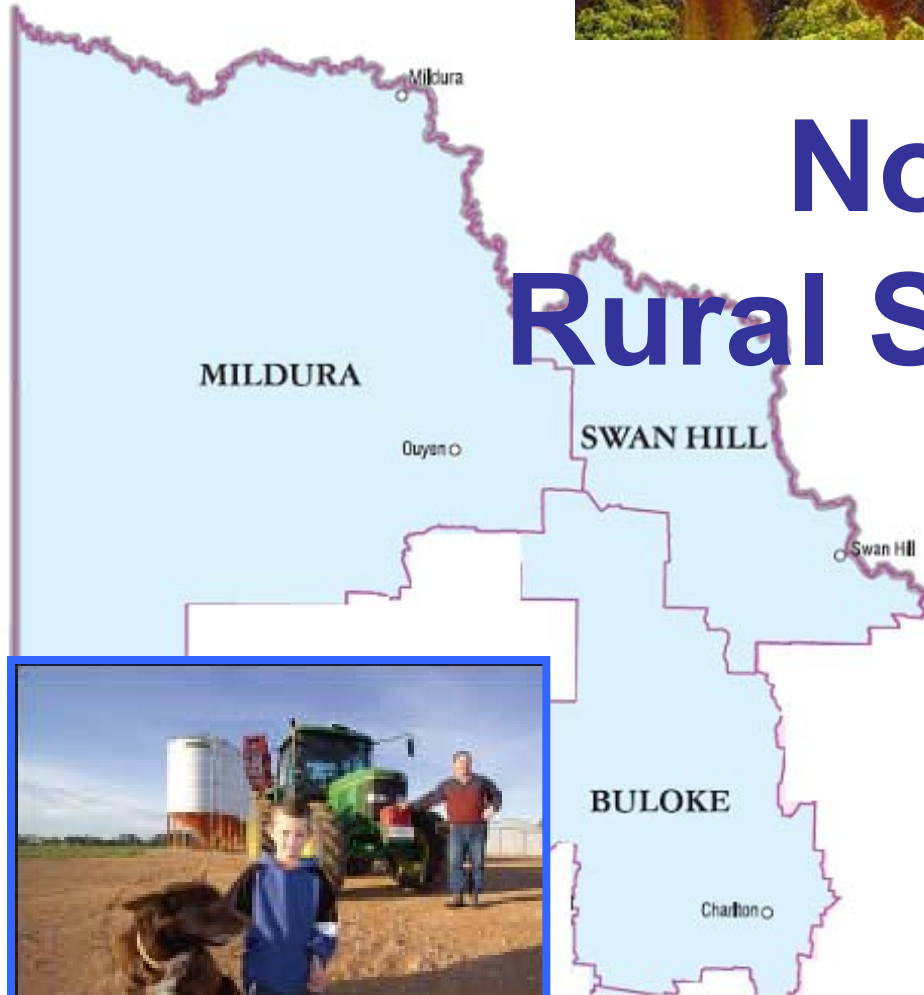 Mildura
No
Rural S
MILDURA
SWAN HILL
Ouyen
Swan Hill
BULOKE
Charlton